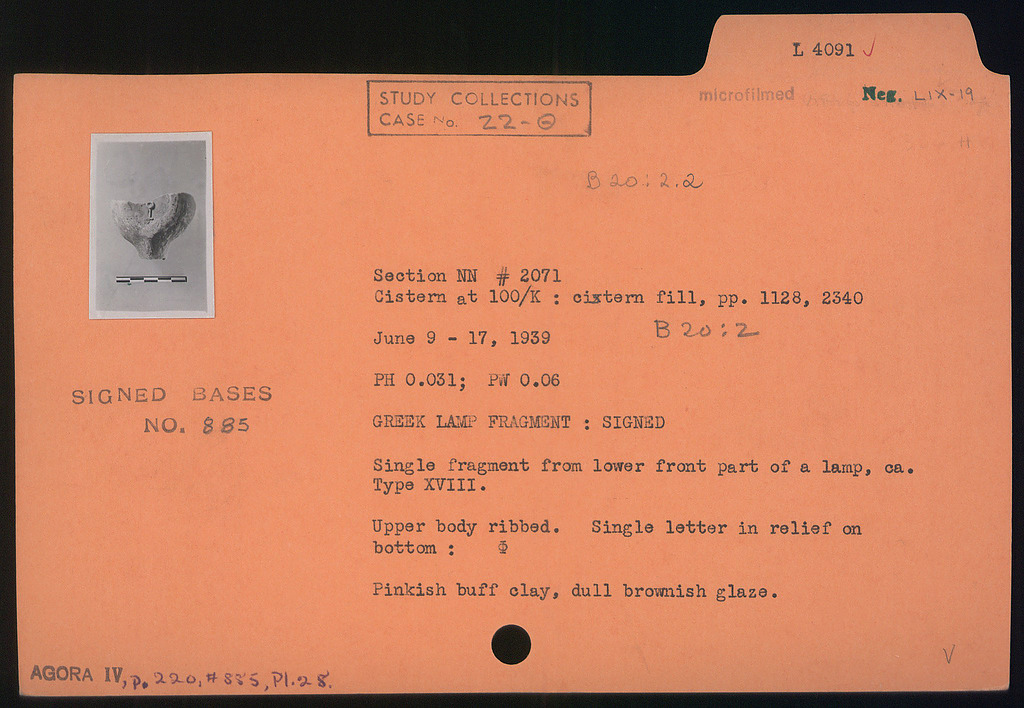 L 4091 ✓
STUDY COLLECTIONS
CASE No. 22-Θ
microfilmed
Neg. LIX-19
H
B 20:2.2
Section NN # 2071
Cistern at 100/K : cistern fill, pp. 1128, 2340
B 20:2
June 9 - 17, 1939
PH 0.031; PW 0.06
SIGNED BASES
NO. 885
GREEK LAMP FRAGMENT : SIGNED
Single fragment from lower front part of a lamp, ca.
Type XVIII.
Upper body ribbed. Single letter in relief on
bottom : Φ
Pinkish buff clay, dull brownish glaze.
V
AGORA IV, p. 220, #885, Pl. 28.